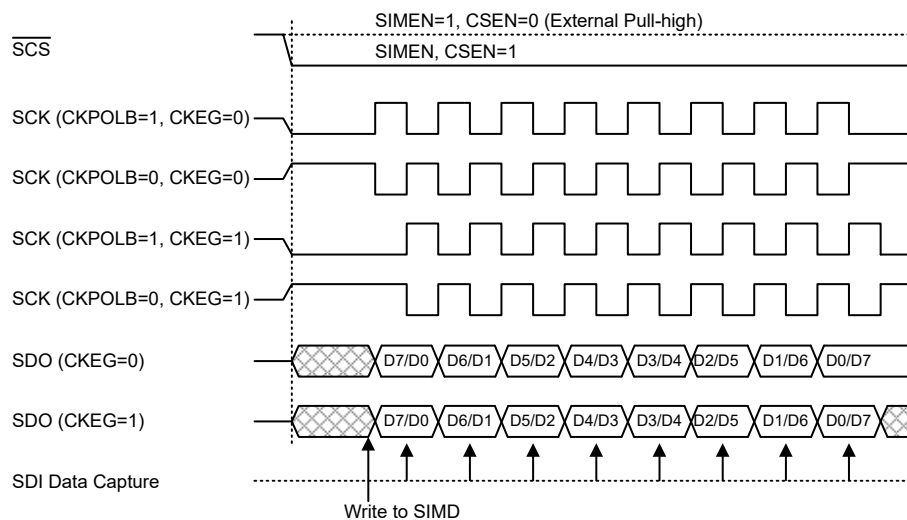 SIMEN=1, CSEN=0 (External Pull-high)
SCS
SIMEN, CSEN=1
SCK (CKPOLB=1, CKEG=0)
SCK (CKPOLB=0, CKEG=0)
SCK (CKPOLB=1, CKEG=1)
SCK (CKPOLB=0, CKEG=1)
SDO (CKEG=0) D7/D0 D6/D1 D5/D2 D4/D3 D3/D4 D2/D5 D1/D6 D0/D7
SDO (CKEG=1) D7/D0 D6/D1 D5/D2 D4/D3 D3/D4 D2/D5 D1/D6 D0/D7
SDI Data Capture
Write to SIMD